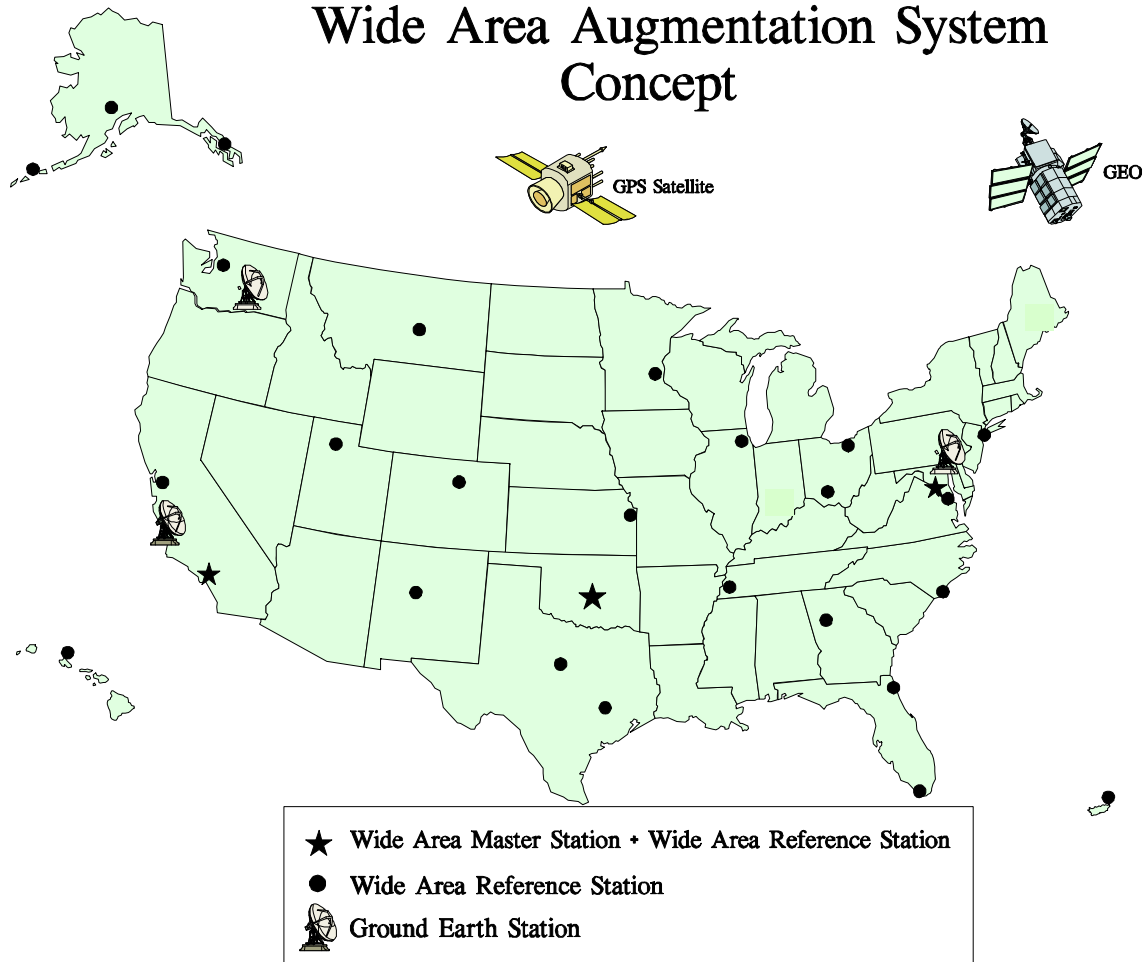 Wide Area Augmentation System
Concept
GPS Satellite
GEO
Wide Area Master Station + Wide Area Reference Station
Wide Area Reference Station
Ground Earth Station